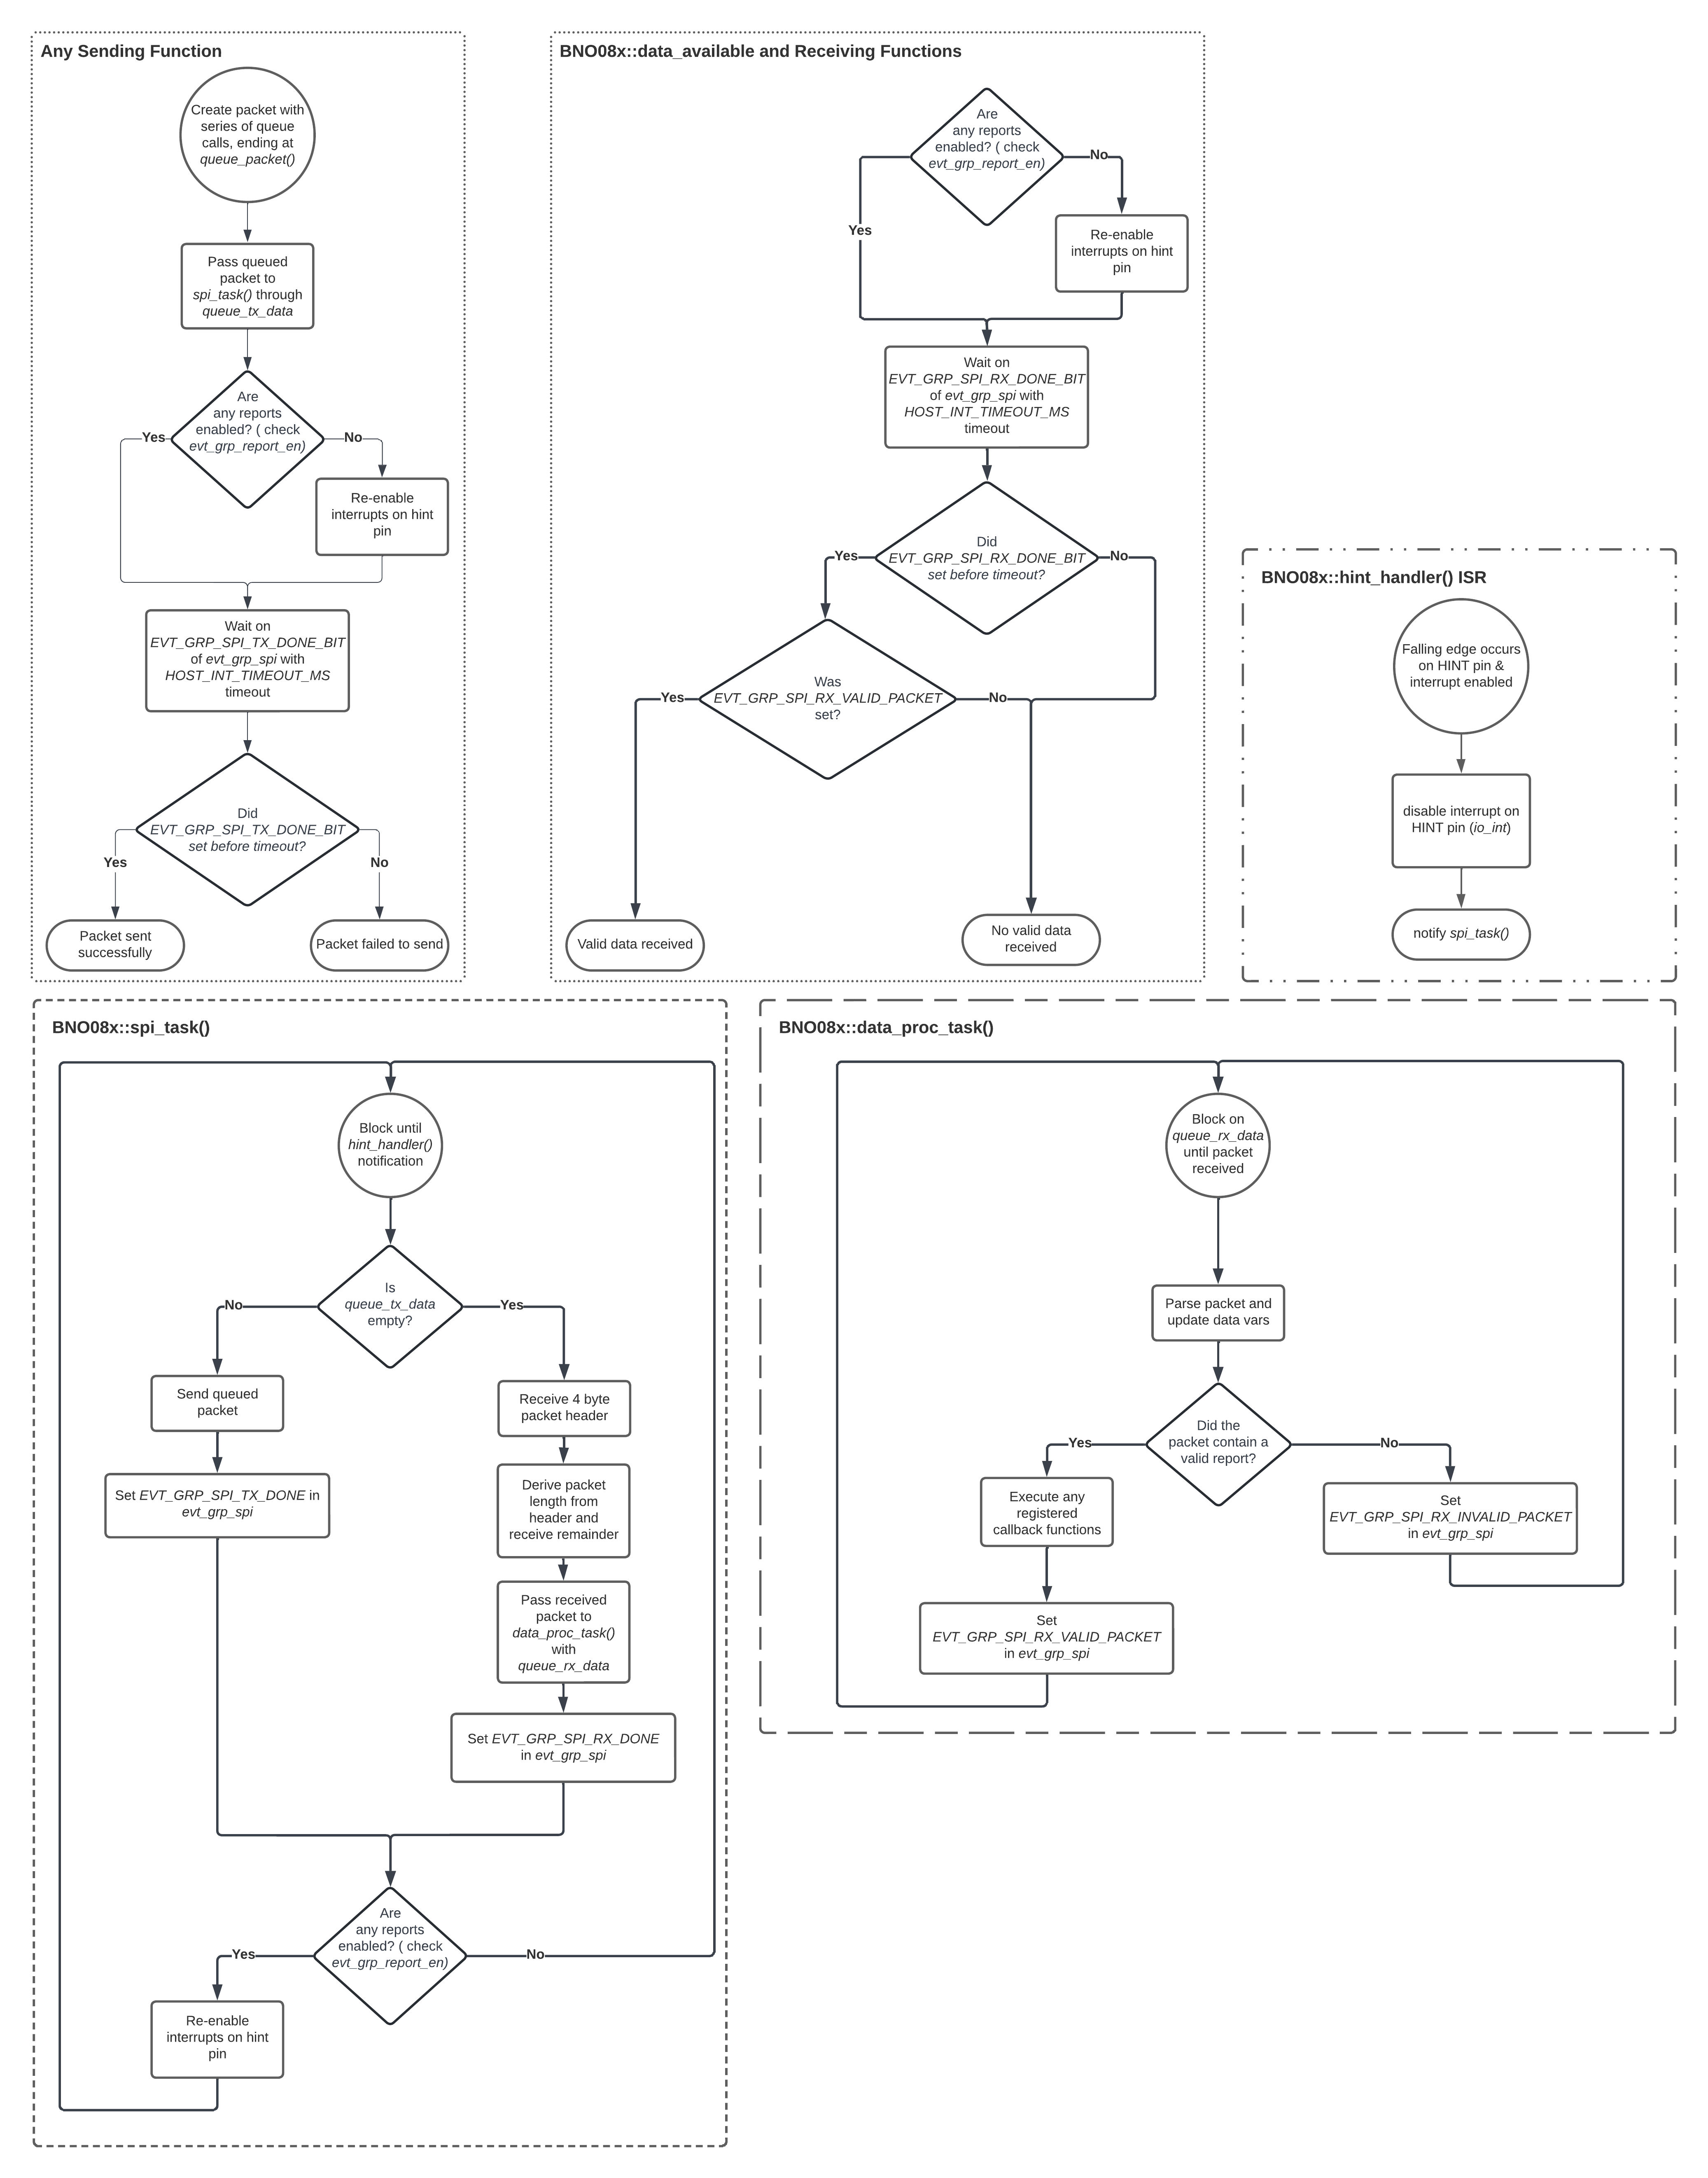 Any Sending Function
Create packet with
series of queue
calls, ending at
queue_packet()
Pass queued
packet to
spi_task() through
queue_tx_data
Are
any reports
enabled? ( check
evt_grp_report_en)
Yes
No
Re-enable
interrupts on hint
pin
Wait on
EVT_GRP_SPI_TX_DONE_BIT
of evt_grp_spi with
HOST_INT_TIMEOUT_MS
timeout
Did
EVT_GRP_SPI_TX_DONE_BIT
set before timeout?
Yes
No
Packet sent
successfully
Packet failed to send
BNO08x::data_available and Receiving Functions
Are
any reports
enabled? ( check
evt_grp_report_en)
No
Yes
Re-enable
interrupts on hint
pin
Wait on
EVT_GRP_SPI_RX_DONE_BIT
of evt_grp_spi with
HOST_INT_TIMEOUT_MS
timeout
Did
EVT_GRP_SPI_RX_DONE_BIT
set before timeout?
Yes
No
Was
EVT_GRP_SPI_RX_VALID_PACKET
set?
Yes
No
Valid data received
No valid data
received
BNO08x::hint_handler() ISR
Falling edge occurs
on HINT pin &
interrupt enabled
disable interrupt on
HINT pin (io_int)
notify spi_task()
BNO08x::spi_task()
Block until
hint_handler()
notification
Is
queue_tx_data
empty?
No
Yes
Send queued
packet
Set EVT_GRP_SPI_TX_DONE in
evt_grp_spi
Receive 4 byte
packet header
Derive packet
length from
header and
receive remainder
Pass received
packet to
data_proc_task()
with
queue_rx_data
Set EVT_GRP_SPI_RX_DONE
in evt_grp_spi
Are
any reports
enabled? ( check
evt_grp_report_en)
Yes
No
Re-enable
interrupts on hint
pin
BNO08x::data_proc_task()
Block on
queue_rx_data
until packet
received
Parse packet and
update data vars
Did the
packet contain a
valid report?
Yes
No
Execute any
registered
callback functions
Set
EVT_GRP_SPI_RX_VALID_PACKET
in evt_grp_spi
Set
EVT_GRP_SPI_RX_INVALID_PACKET
in evt_grp_spi